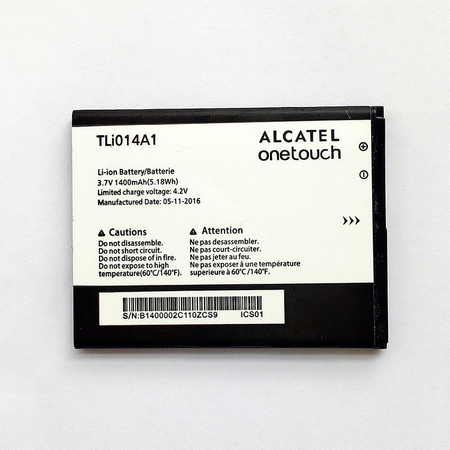 TLi014A1
ALCATEL
onetouch
Li-ion Battery/Batterie
3.7V 1400mAh(5.18Wh)
Limited charge voltage: 4.2V
Manufactured Date: 05-11-2016
Cautions
Do not disassemble.
Do not short circuit.
Do not dispose of in fire.
Do not expose to high
temperature(60°C/140°F).
Attention
Ne pas desassembler.
Ne pas court-circuiter.
Ne pas jeter au feu.
Ne pas exposer à une température
superieure à 60°C /140°F.
S/N:B1400002C110ZCS9 ICS01